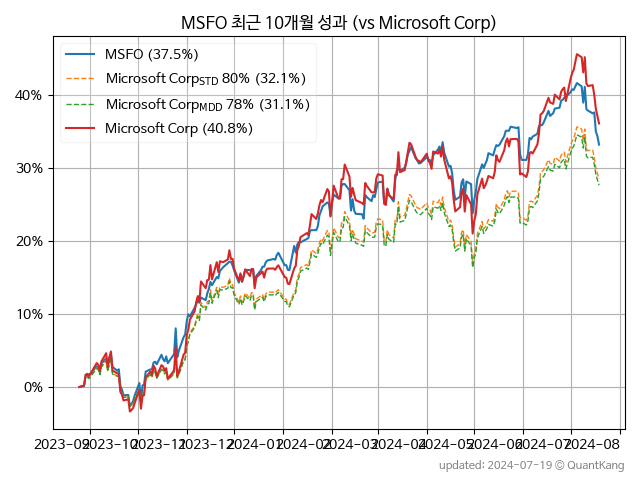 MSFO 최근 10개월 성과 (vs Microsoft Corp)
MSFO (37.5%)
Microsoft Corp_STD 80% (32.1%)
Microsoft Corp_MDD 78% (31.1%)
Microsoft Corp (40.8%)
40%
30%
20%
10%
0%
2023-09 2023-10 2023-11 2023-12 2024-01 2024-02 2024-03 2024-04 2024-05 2024-06 2024-07 2024-08
updated: 2024-07-19 @ QuantKang